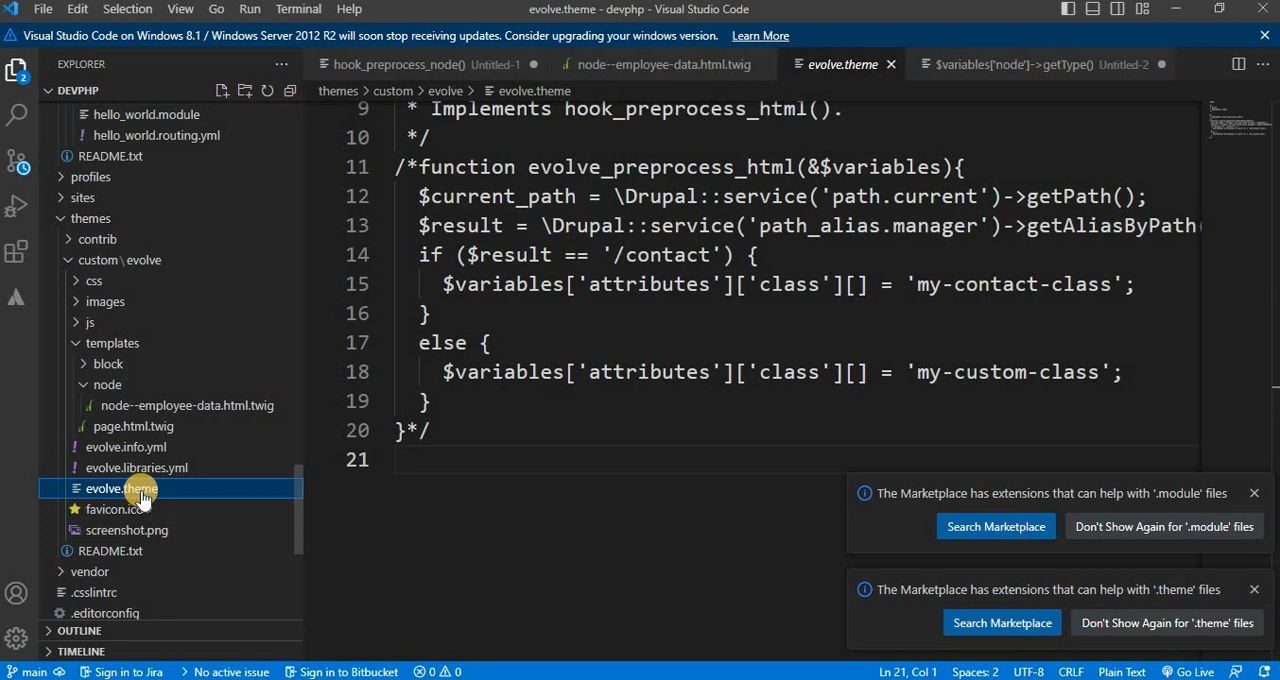 File Edit Selection View Go Run Terminal Help evolve.theme - devphp - Visual Studio Code
Visual Studio Code on Windows 8.1 / Windows Server 2012 R2 will soon stop receiving updates. Consider upgrading your windows version. Learn More
EXPLORER
hook_preprocess_node() Untitled-1
node--employee-data.html.twig
evolve.theme
$variables['node']->getType() Untitled-2
themes > custom > evolve > evolve.theme
2
DEVPHP
hello_world.module
hello_world.routing.yml
README.txt
profiles
sites
themes
contrib
custom\evolve
css
images
js
templates
block
node
node--employee-data.html.twig
page.html.twig
evolve.info.yml
evolve.libraries.yml
evolve.theme
favicon.ico
screenshot.png
README.txt
vendor
.csslintrc
.editorconfig
OUTLINE
TIMELINE
9 * Implements hook_preprocess_html().
10 */
11 /*function evolve_preprocess_html(&$variables){
12 $current_path = \Drupal::service('path.current')->getPath();
13 $result = \Drupal::service('path_alias.manager')->getAliasByPath(
14 if ($result == '/contact') {
15 $variables['attributes']['class'][] = 'my-contact-class';
16 }
17 else {
18 $variables['attributes']['class'][] = 'my-custom-class';
19 }
20 }*/
21
The Marketplace has extensions that can help with '.module' files
Search Marketplace Don't Show Again for '.module' files
The Marketplace has extensions that can help with '.theme' files
Search Marketplace Don't Show Again for '.theme' files
main Sign in to Jira No active issue Sign in to Bitbucket 0 0 Ln 21, Col 1 Spaces: 2 UTF-8 CRLF Plain Text Go Live